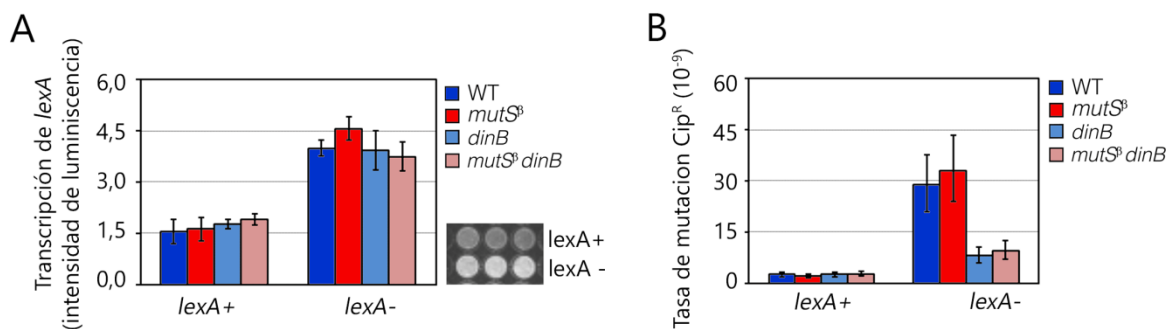 A
Transcripción de lexA
(intensidad de luminiscencia)
6,0
4,5
3,0
1,5
0,0
lexA+
lexA-
WT
mutSᵝ
dinB
mutSᵝ dinB
lexA+
lexA -
B
Tasa de mutacion Cipᴿ (10⁻⁹)
60
45
30
15
0
lexA+
lexA-
WT
mutSᵝ
dinB
mutSᵝ dinB